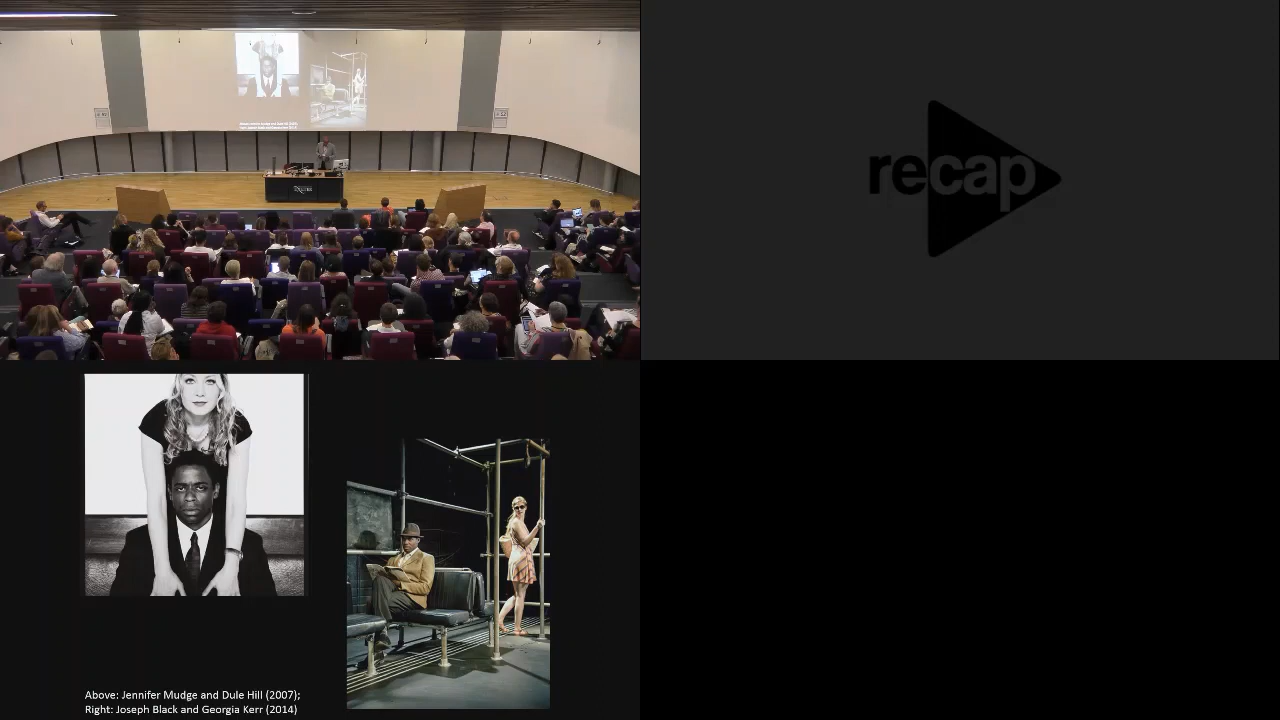 recap
Above: Jennifer Mudge and Dule Hill (2007);
Right: Joseph Black and Georgia Kerr (2014)